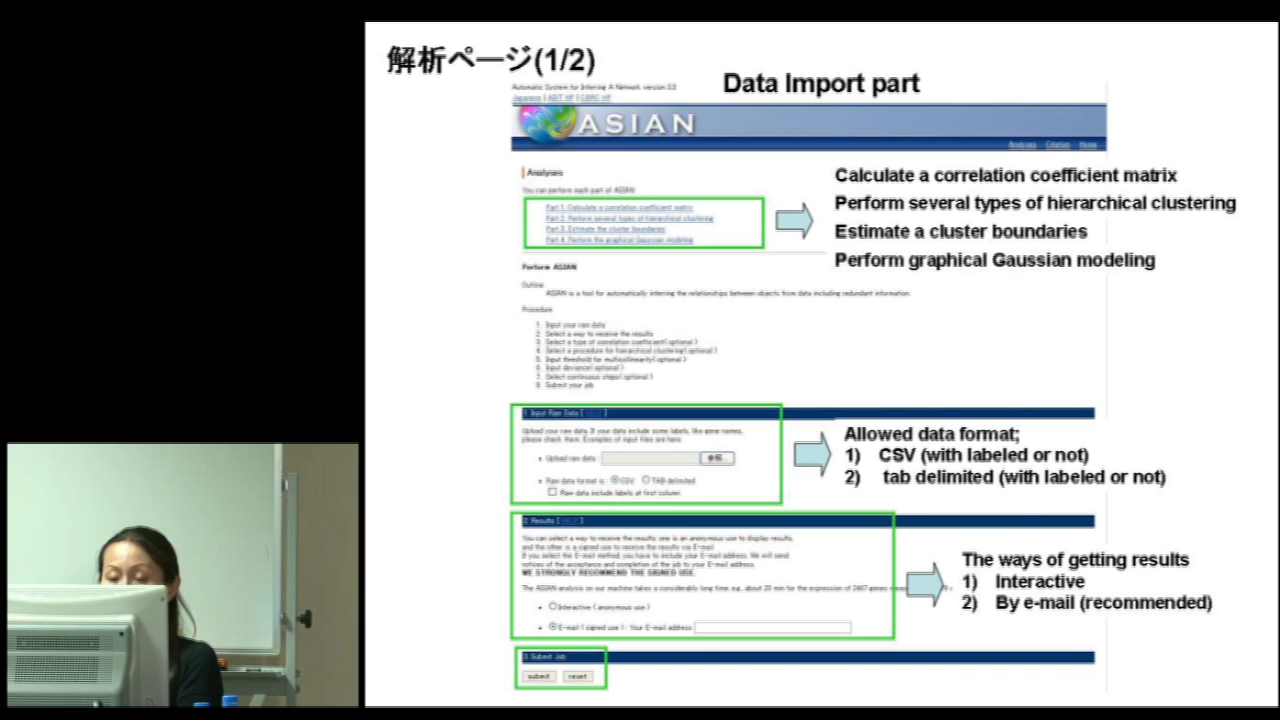 解析ページ(1/2)
Data Import part
Automatic System for Inferring A Network version 3.3
Japanese | AIST HP | CBRC HP
ASIAN
Analyses Citation Home
Analyses
You can perform each part of ASIAN
Part 1. Calculate a correlation coefficient matrix
Part 2. Perform several types of hierarchical clustering
Part 3. Estimate the cluster boundaries
Part 4. Perform the graphical Gaussian modeling
Calculate a correlation coefficient matrix
Perform several types of hierarchical clustering
Estimate a cluster boundaries
Perform graphical Gaussian modeling
Perform ASIAN
Outline
ASIAN is a tool for automatically inferring the relationships between objects from data including redundant information.
Procedure
1. Input your raw data
2. Select a way to receive the results
3. Select a type of correlation coefficient( optional )
4. Select a procedure for hierarchical clustering( optional )
5. Input threshold for multicollinearity( optional )
6. Input deviance( optional )
7. Select continuous steps( optional )
8. Submit your job
1. Input Raw Data [ HELP ]
Upload your raw data. If your data include some labels, like gene names,
please check them. Examples of input files are here.
Upload raw data : 参照...
Raw data format is : CSV TAB delimited
Raw data include labels at first column
Allowed data format;
1) CSV (with labeled or not)
2) tab delimited (with labeled or not)
2. Results [ HELP ]
You can select a way to receive the results: one is an anonymous use to display results,
and the other is a signed use to receive the results via E-mail.
If you select the E-mail method, you have to include your E-mail address. We will send
notices of the acceptance and completion of the job to your E-mail address.
WE STRONGLY RECOMMEND THE SIGNED USE.
The ASIAN analysis on our machine takes a considerably long time: e.g., about 20 min for the expression of 2467 genes
Interactive ( anonymous use )
E-mail ( signed use ) : Your E-mail address
The ways of getting results
1) Interactive
2) By e-mail (recommended)
3. Submit Job
submit reset